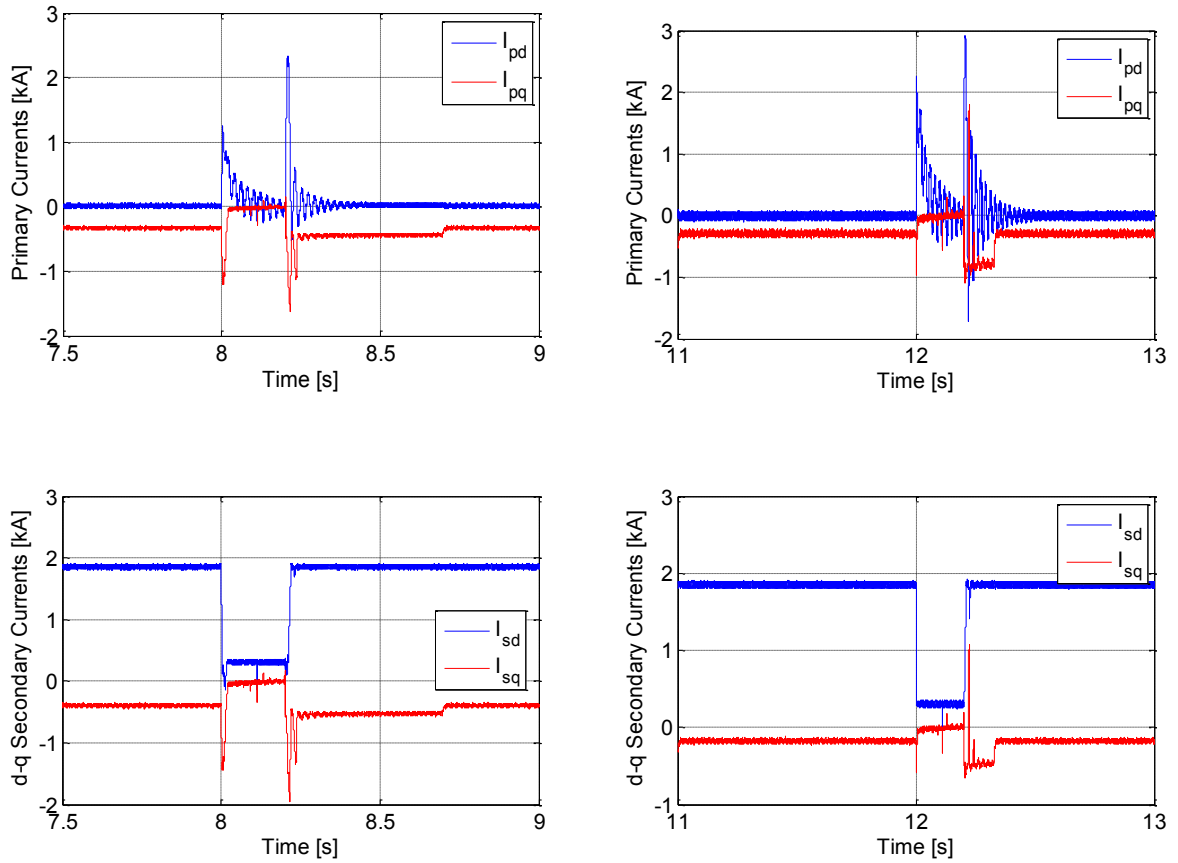 Primary Currents [kA]
3
2
1
0
-1
-2
7.5
8
8.5
9
Time [s]
I_pd
I_pq
Primary Currents [kA]
3
2
1
0
-1
-2
11
12
13
Time [s]
I_pd
I_pq
d-q Secondary Currents [kA]
3
2
1
0
-1
-2
7.5
8
8.5
9
Time [s]
I_sd
I_sq
d-q Secondary Currents [kA]
3
2
1
0
-1
11
12
13
Time [s]
I_sd
I_sq